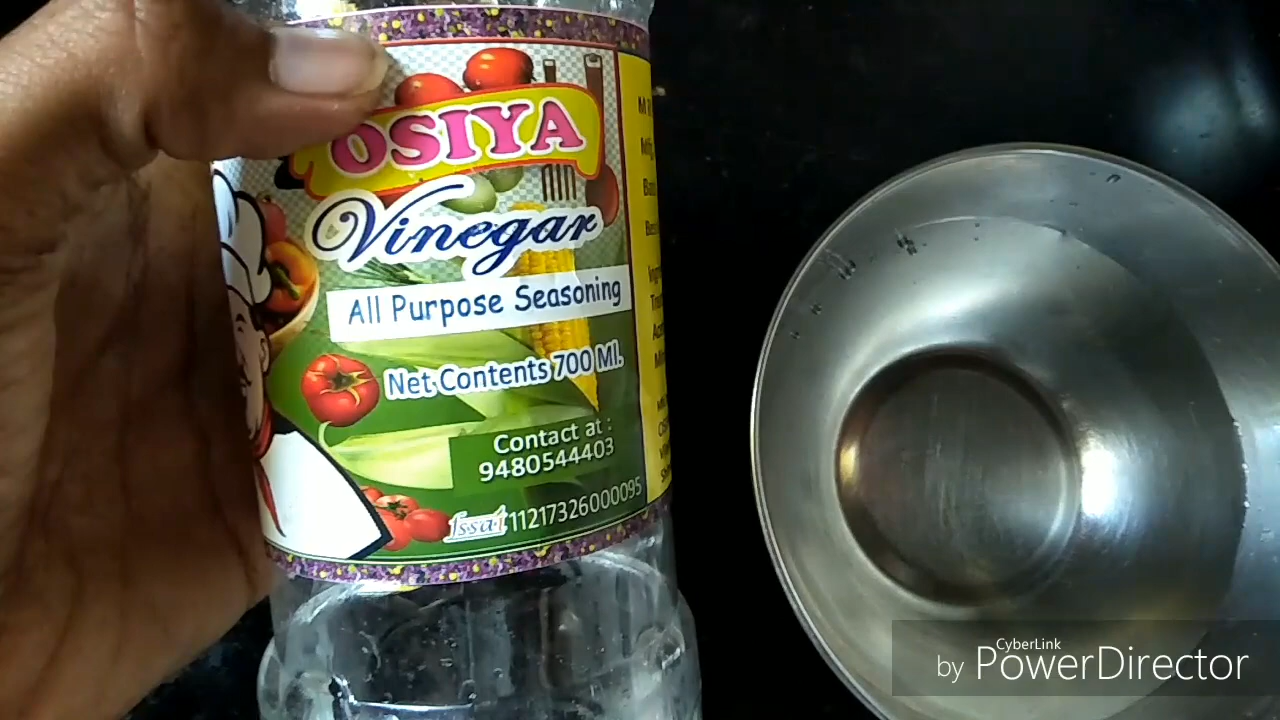 OSIYA
Vinegar
All Purpose Seasoning
Net Contents 700 Ml.
Contact at :
9480544403
fssai 11217326000095
CyberLink
by PowerDirector